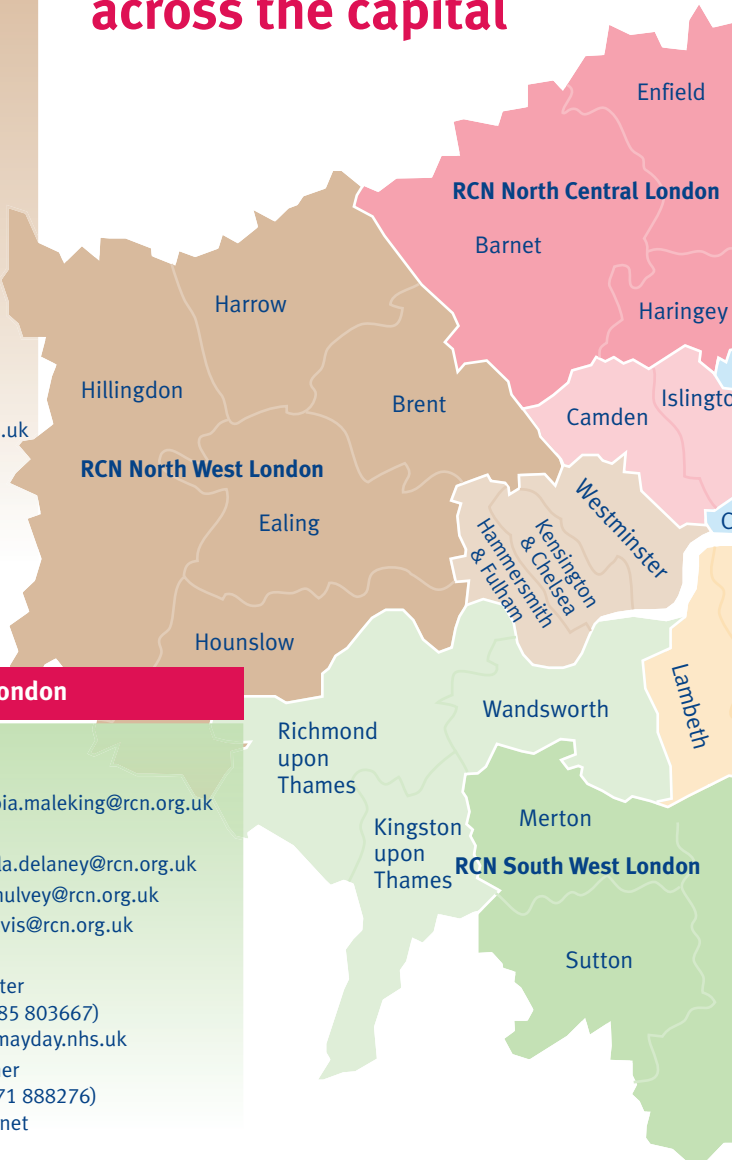 across the capital
Enfield
RCN North Central London
Barnet
Harrow
Haringey
Hillingdon
Brent
Islingto
Camden
.uk
RCN North West London
Westminster
Ealing
Kensington
& Chelsea
Hammersmith
& Fulham
C
Hounslow
ondon
Lambeth
Wandsworth
Richmond
upon
Thames
ia.maleking@rcn.org.uk
Merton
Kingston
upon
Thames
RCN South West London
la.delaney@rcn.org.uk
ulvey@rcn.org.uk
vis@rcn.org.uk
Sutton
ter
85 803667)
mayday.nhs.uk
er
71 888276)
net